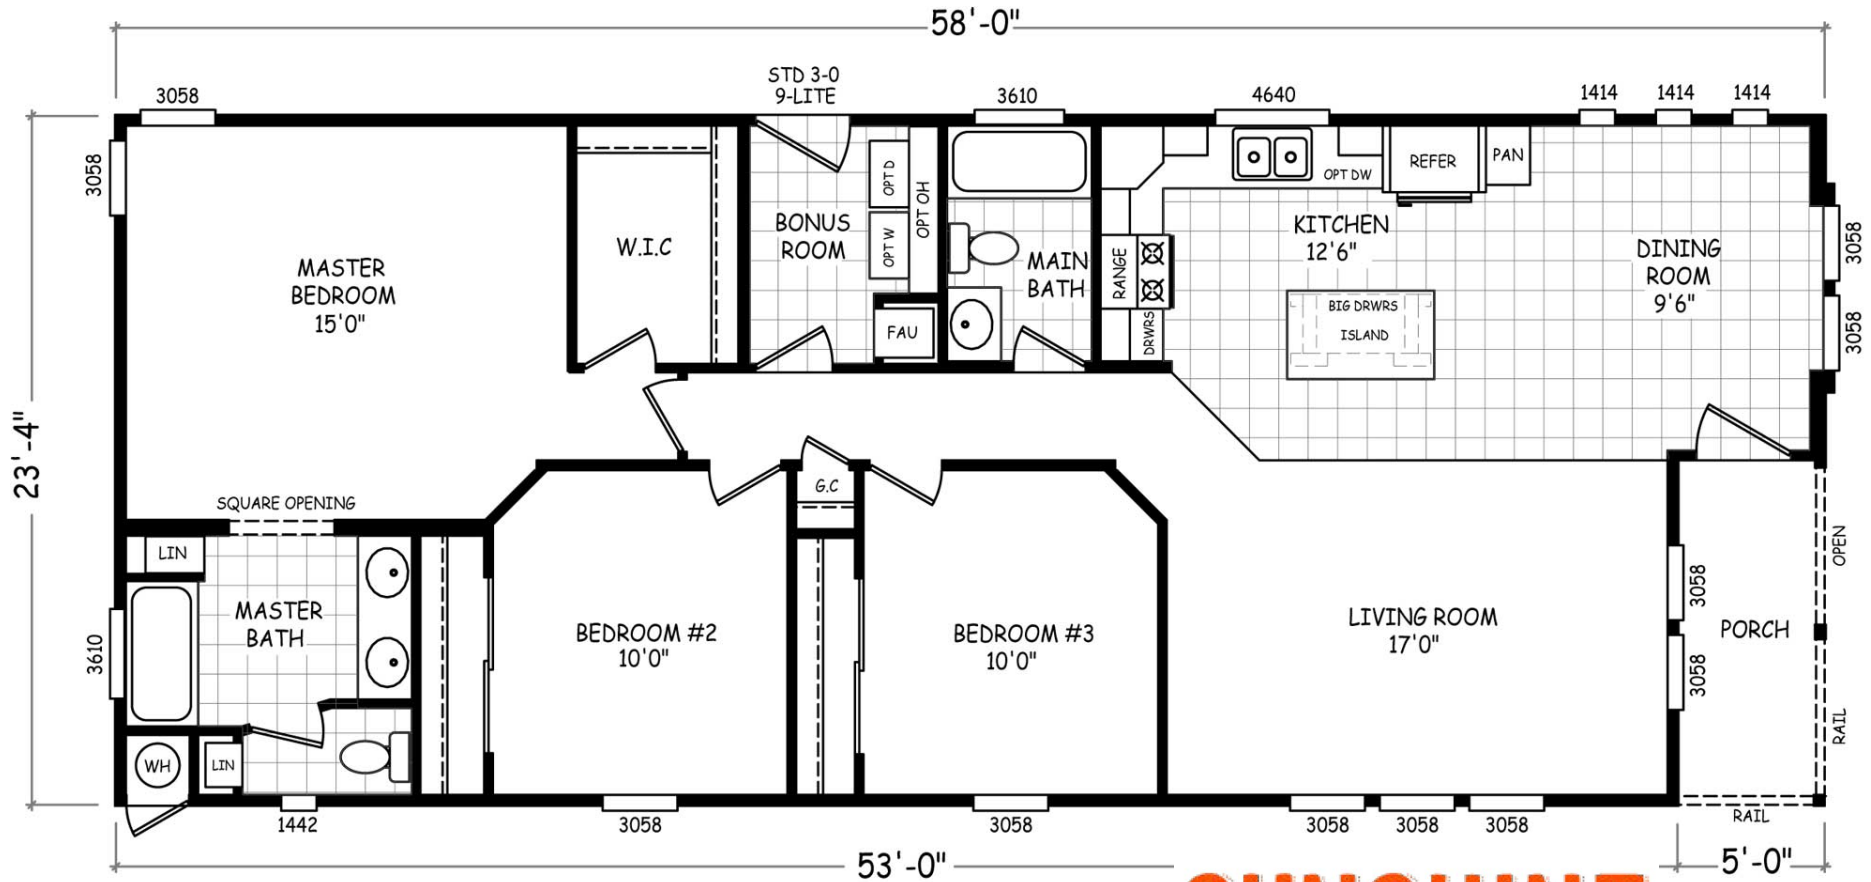 58'-0"
STD 3-0
9-LITE
3058
3610
4640
1414
1414
1414
3058
MASTER
BEDROOM
15'0"
W.I.C
BONUS
ROOM
OPT D
OPT W
OPT OH
FAU
MAIN
BATH
RANGE
DRWRS
OPT DW
REFER
PAN
KITCHEN
12'6"
BIG DRWRS
ISLAND
DINING
ROOM
9'6"
3058
3058
23'-4"
SQUARE OPENING
LIN
MASTER
BATH
3610
WH
LIN
G.C
BEDROOM #2
10'0"
BEDROOM #3
10'0"
LIVING ROOM
17'0"
3058
3058
PORCH
OPEN
RAIL
RAIL
1442
3058
3058
3058
3058
3058
53'-0"
5'-0"